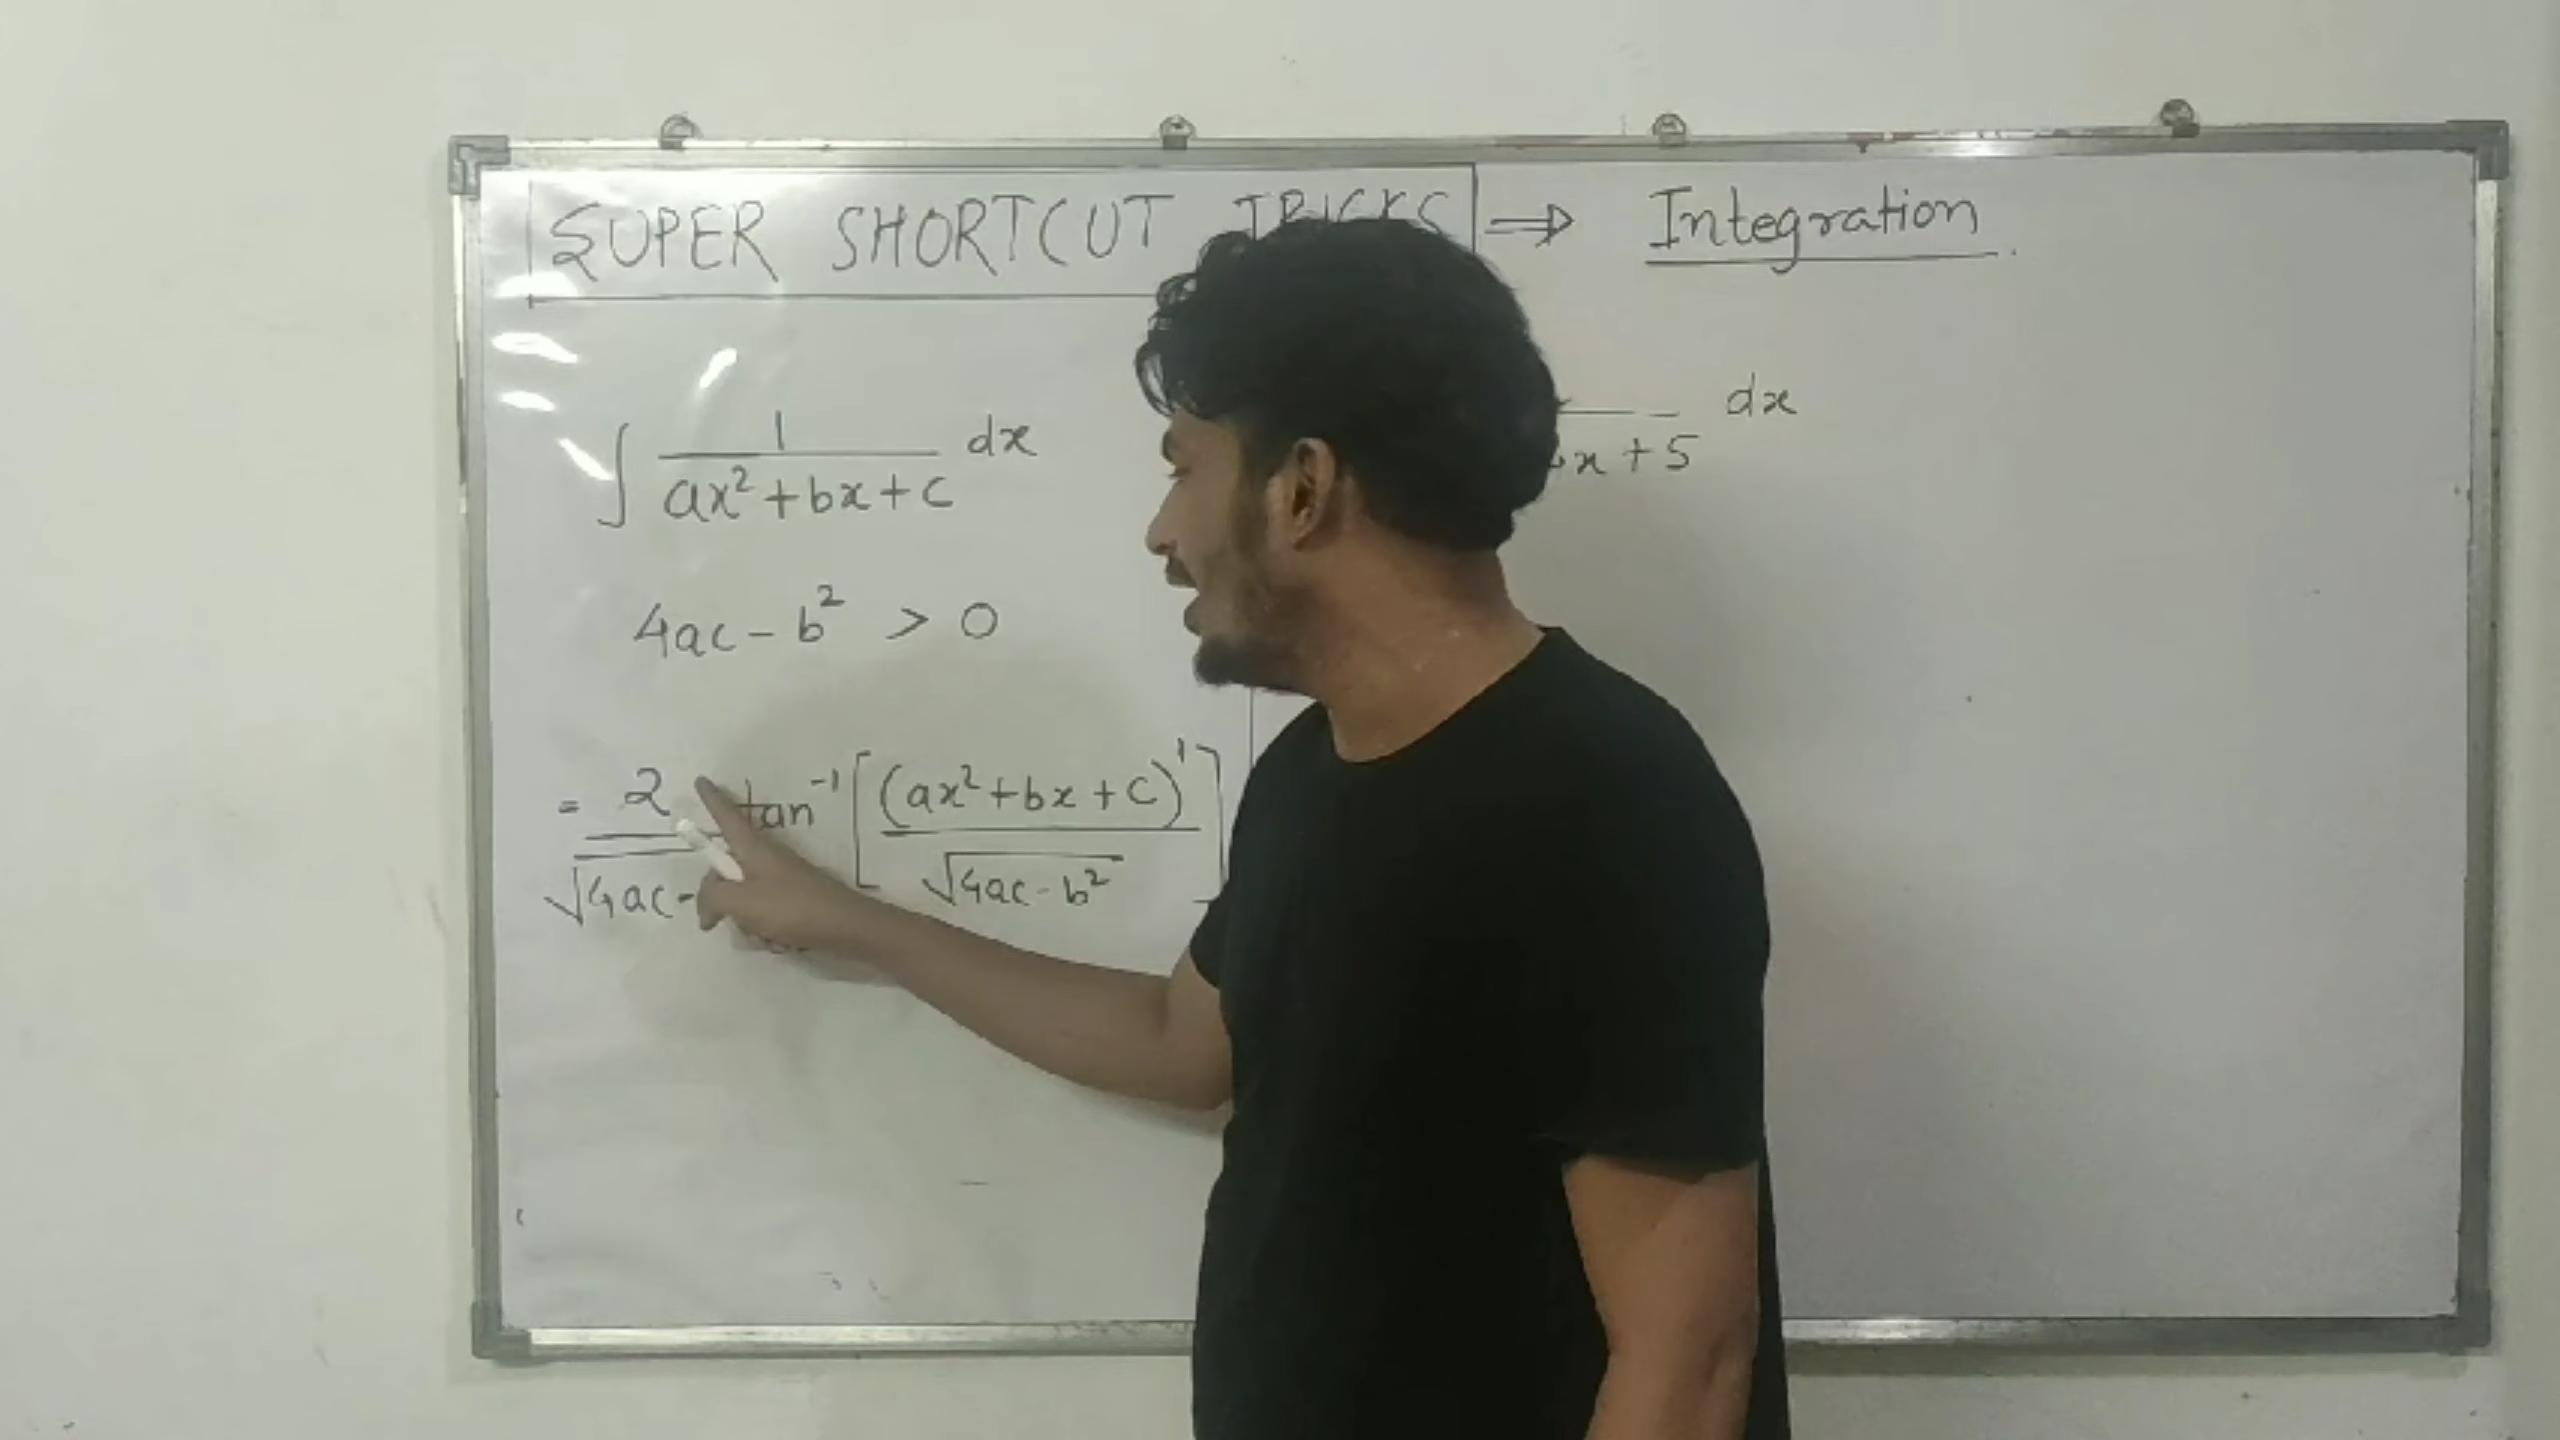 SUPER SHORTCUT TRICKS ⇒ Integration
∫ 1/(ax²+bx+c) dx
dx
x+5
4ac-b² > 0
= 2/√4ac- tan⁻¹[(ax²+bx+c)'/√4ac-b²]